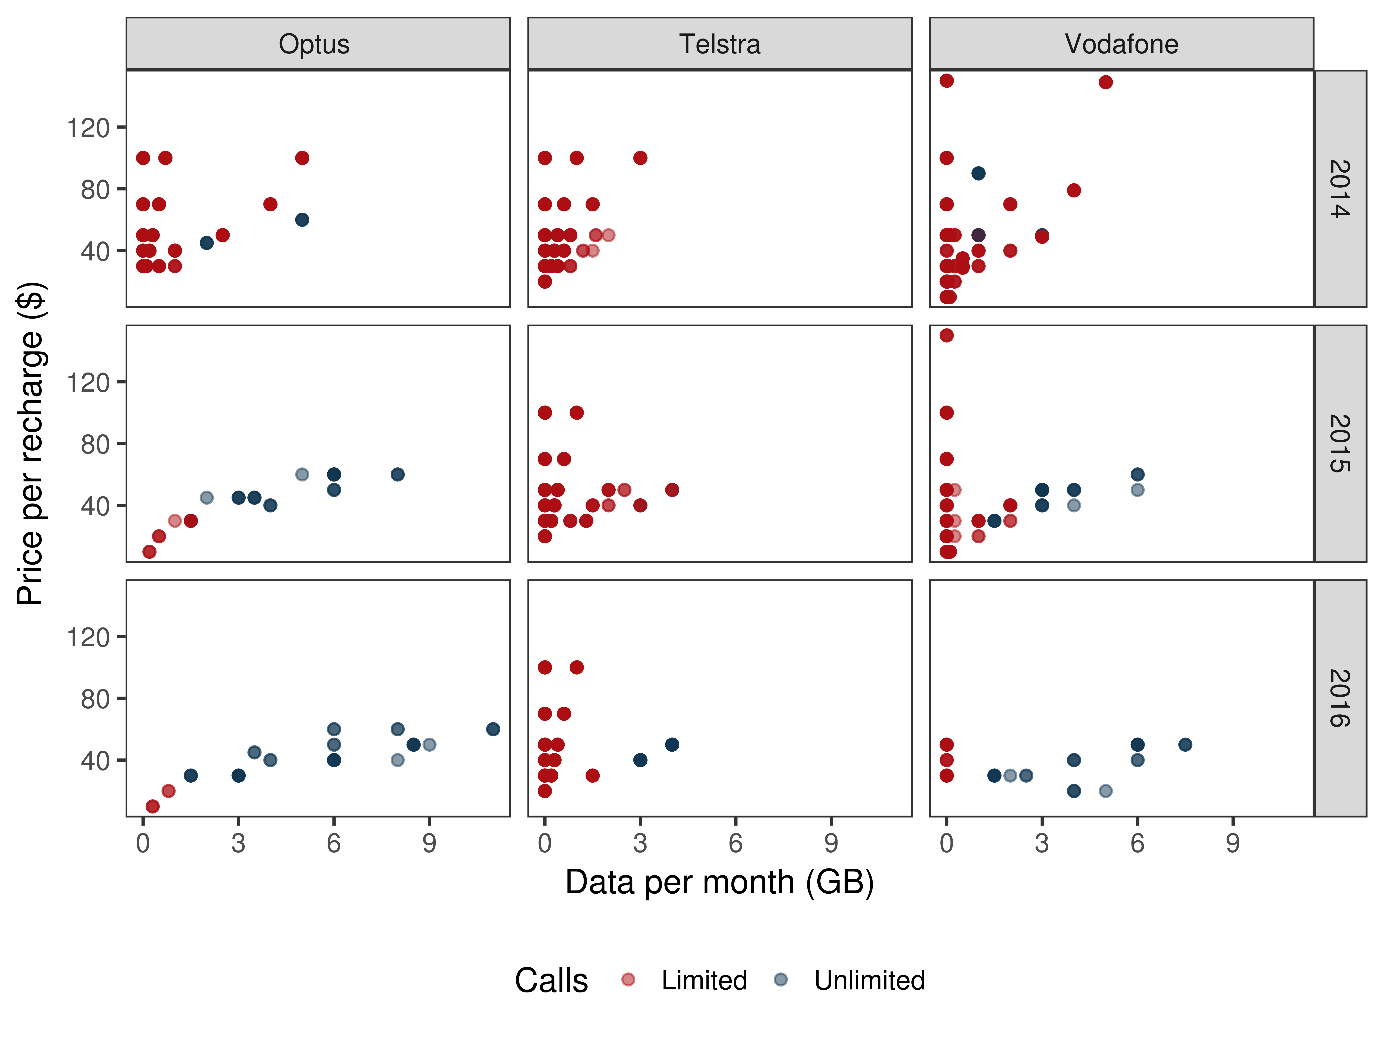 Optus Telstra Vodafone
120
80
40
2014
120
80
40
2015
120
80
40
2016
Price per recharge ($)
0 3 6 9 0 3 6 9 0 3 6 9
Data per month (GB)
Calls Limited Unlimited